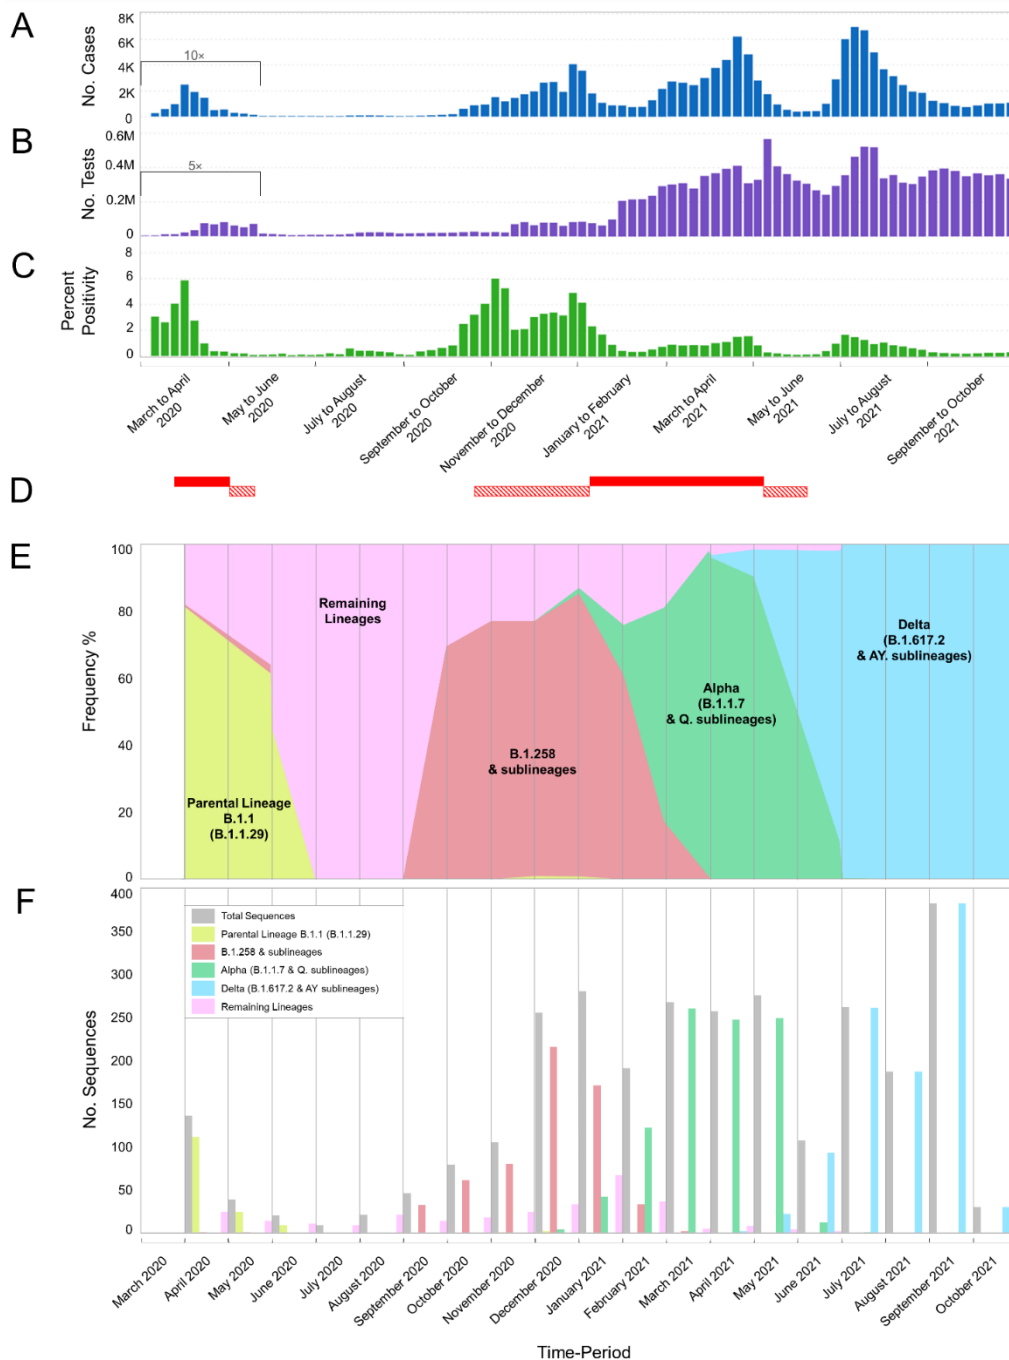 A
No. Cases
8K
6K
4K
2K
0
10×
B
No. Tests
0.6M
0.4M
0.2M
0
5×
C
Percent
Positivity
8
6
4
2
0
March to April
2020
May to June
2020
July to August
2020
September to October
2020
November to December
2020
January to February
2021
March to April
2021
May to June
2021
July to August
2021
September to October
2021
D
E
Frequency %
100
80
60
40
20
0
Remaining
Lineages
Delta
(B.1.617.2
& AY. sublineages)
Alpha
(B.1.1.7
& Q. sublineages)
B.1.258
& sublineages
Parental Lineage
B.1.1
(B.1.1.29)
F
No. Sequences
400
350
300
250
200
150
100
50
0
Total Sequences
Parental Lineage B.1.1 (B.1.1.29)
B.1.258 & sublineages
Alpha (B.1.1.7 & Q. sublineages)
Delta (B.1.617.2 & AY sublineages)
Remaining Lineages
March 2020
April 2020
May 2020
June 2020
July 2020
August 2020
September 2020
October 2020
November 2020
December 2020
January 2021
February 2021
March 2021
April 2021
May 2021
June 2021
July 2021
August 2021
September 2021
October 2021
Time-Period